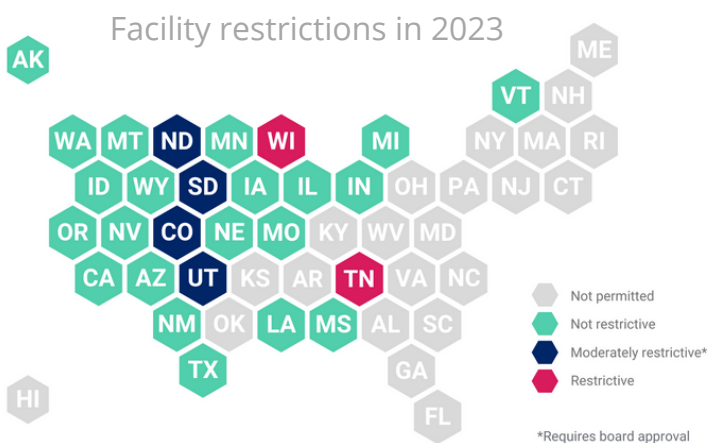 Facility restrictions in 2023
ME
AK
VT NH
WA MT ND MN WI MI NY MA RI
ID WY SD IA IL IN OH PA NJ CT
OR NV CO NE MO KY WV MD
CA AZ UT KS AR TN VA NC
NM OK LA MS AL SC
TX GA
HI FL
Not permitted
Not restrictive
Moderately restrictive*
Restrictive
*Requires board approval